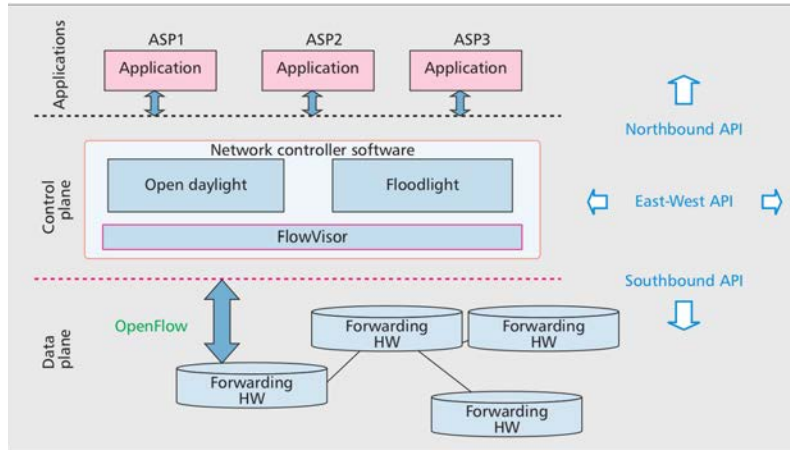 Applications
ASP1
ASP2
ASP3
Application
Application
Application
Northbound API
Control
plane
Network controller software
Open daylight
Floodlight
FlowVisor
East-West API
Southbound API
Data
plane
OpenFlow
Forwarding
HW
Forwarding
HW
Forwarding
HW
Forwarding
HW